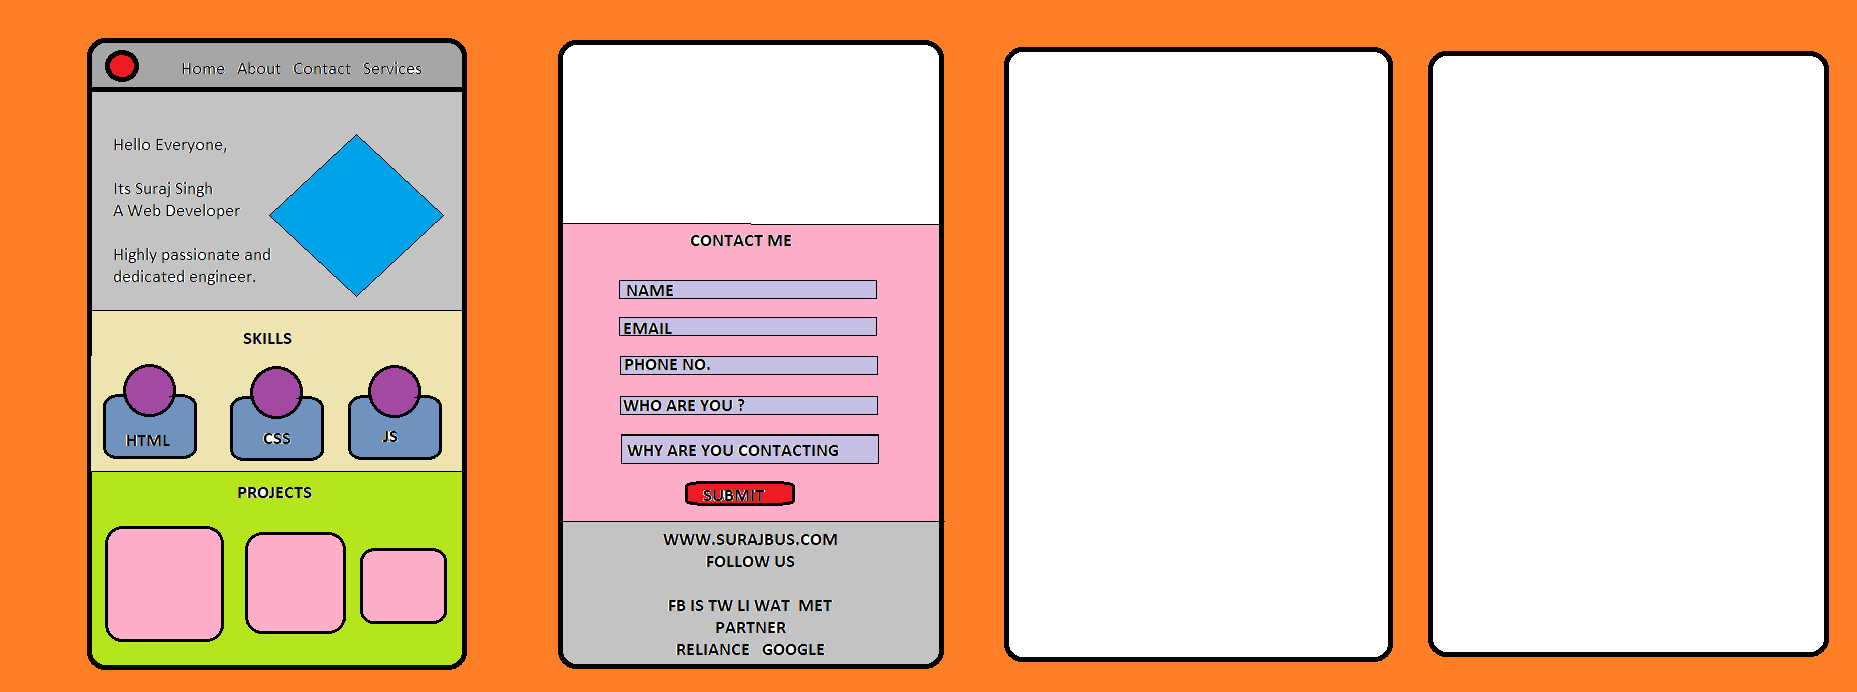 Home About Contact Services
Hello Everyone,
Its Suraj Singh
A Web Developer
Highly passionate and
dedicated engineer.
SKILLS
HTML
CSS
JS
PROJECTS
CONTACT ME
NAME
EMAIL
PHONE NO.
WHO ARE YOU ?
WHY ARE YOU CONTACTING
SUBMIT
WWW.SURAJBUS.COM
FOLLOW US
FB IS TW LI WAT MET
PARTNER
RELIANCE GOOGLE